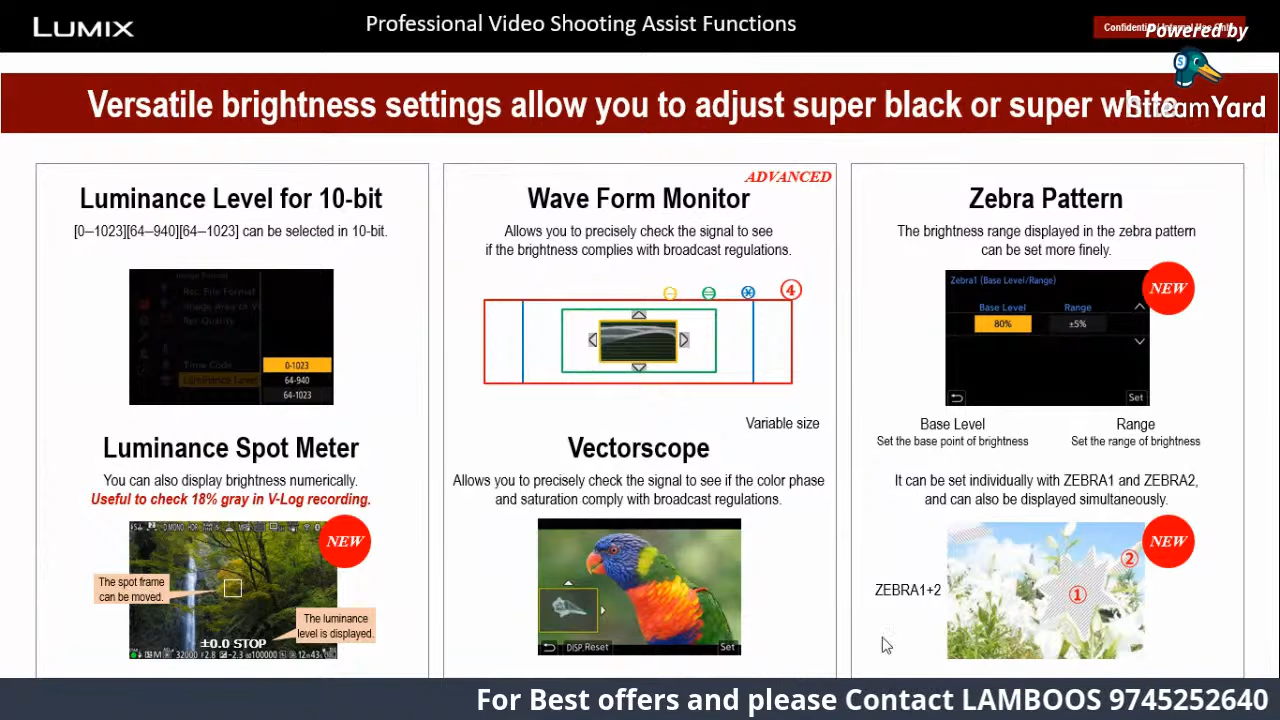 LUMIX
Professional Video Shooting Assist Functions
Powered by
StreamYard
Versatile brightness settings allow you to adjust super black or super white
Luminance Level for 10-bit
[0–1023][64–940][64–1023] can be selected in 10-bit.
Rec. File Format
Rec Quality
Time Code
Luminance Level
0-1023
64-940
64-1023
Luminance Spot Meter
You can also display brightness numerically.
Useful to check 18% gray in V-Log recording.
NEW
The spot frame
can be moved.
The luminance
level is displayed.
±0.0 STOP
ADVANCED
Wave Form Monitor
Allows you to precisely check the signal to see
if the brightness complies with broadcast regulations.
④
Variable size
Vectorscope
Allows you to precisely check the signal to see if the color phase
and saturation comply with broadcast regulations.
DISP. Reset
Set
Zebra Pattern
The brightness range displayed in the zebra pattern
can be set more finely.
Zebra1 (Base Level/Range)
Base Level
Range
80%
±5%
Set
NEW
Base Level
Set the base point of brightness
Range
Set the range of brightness
It can be set individually with ZEBRA1 and ZEBRA2,
and can also be displayed simultaneously.
NEW
ZEBRA1+2
①
②
For Best offers and please Contact LAMBOOS 9745252640